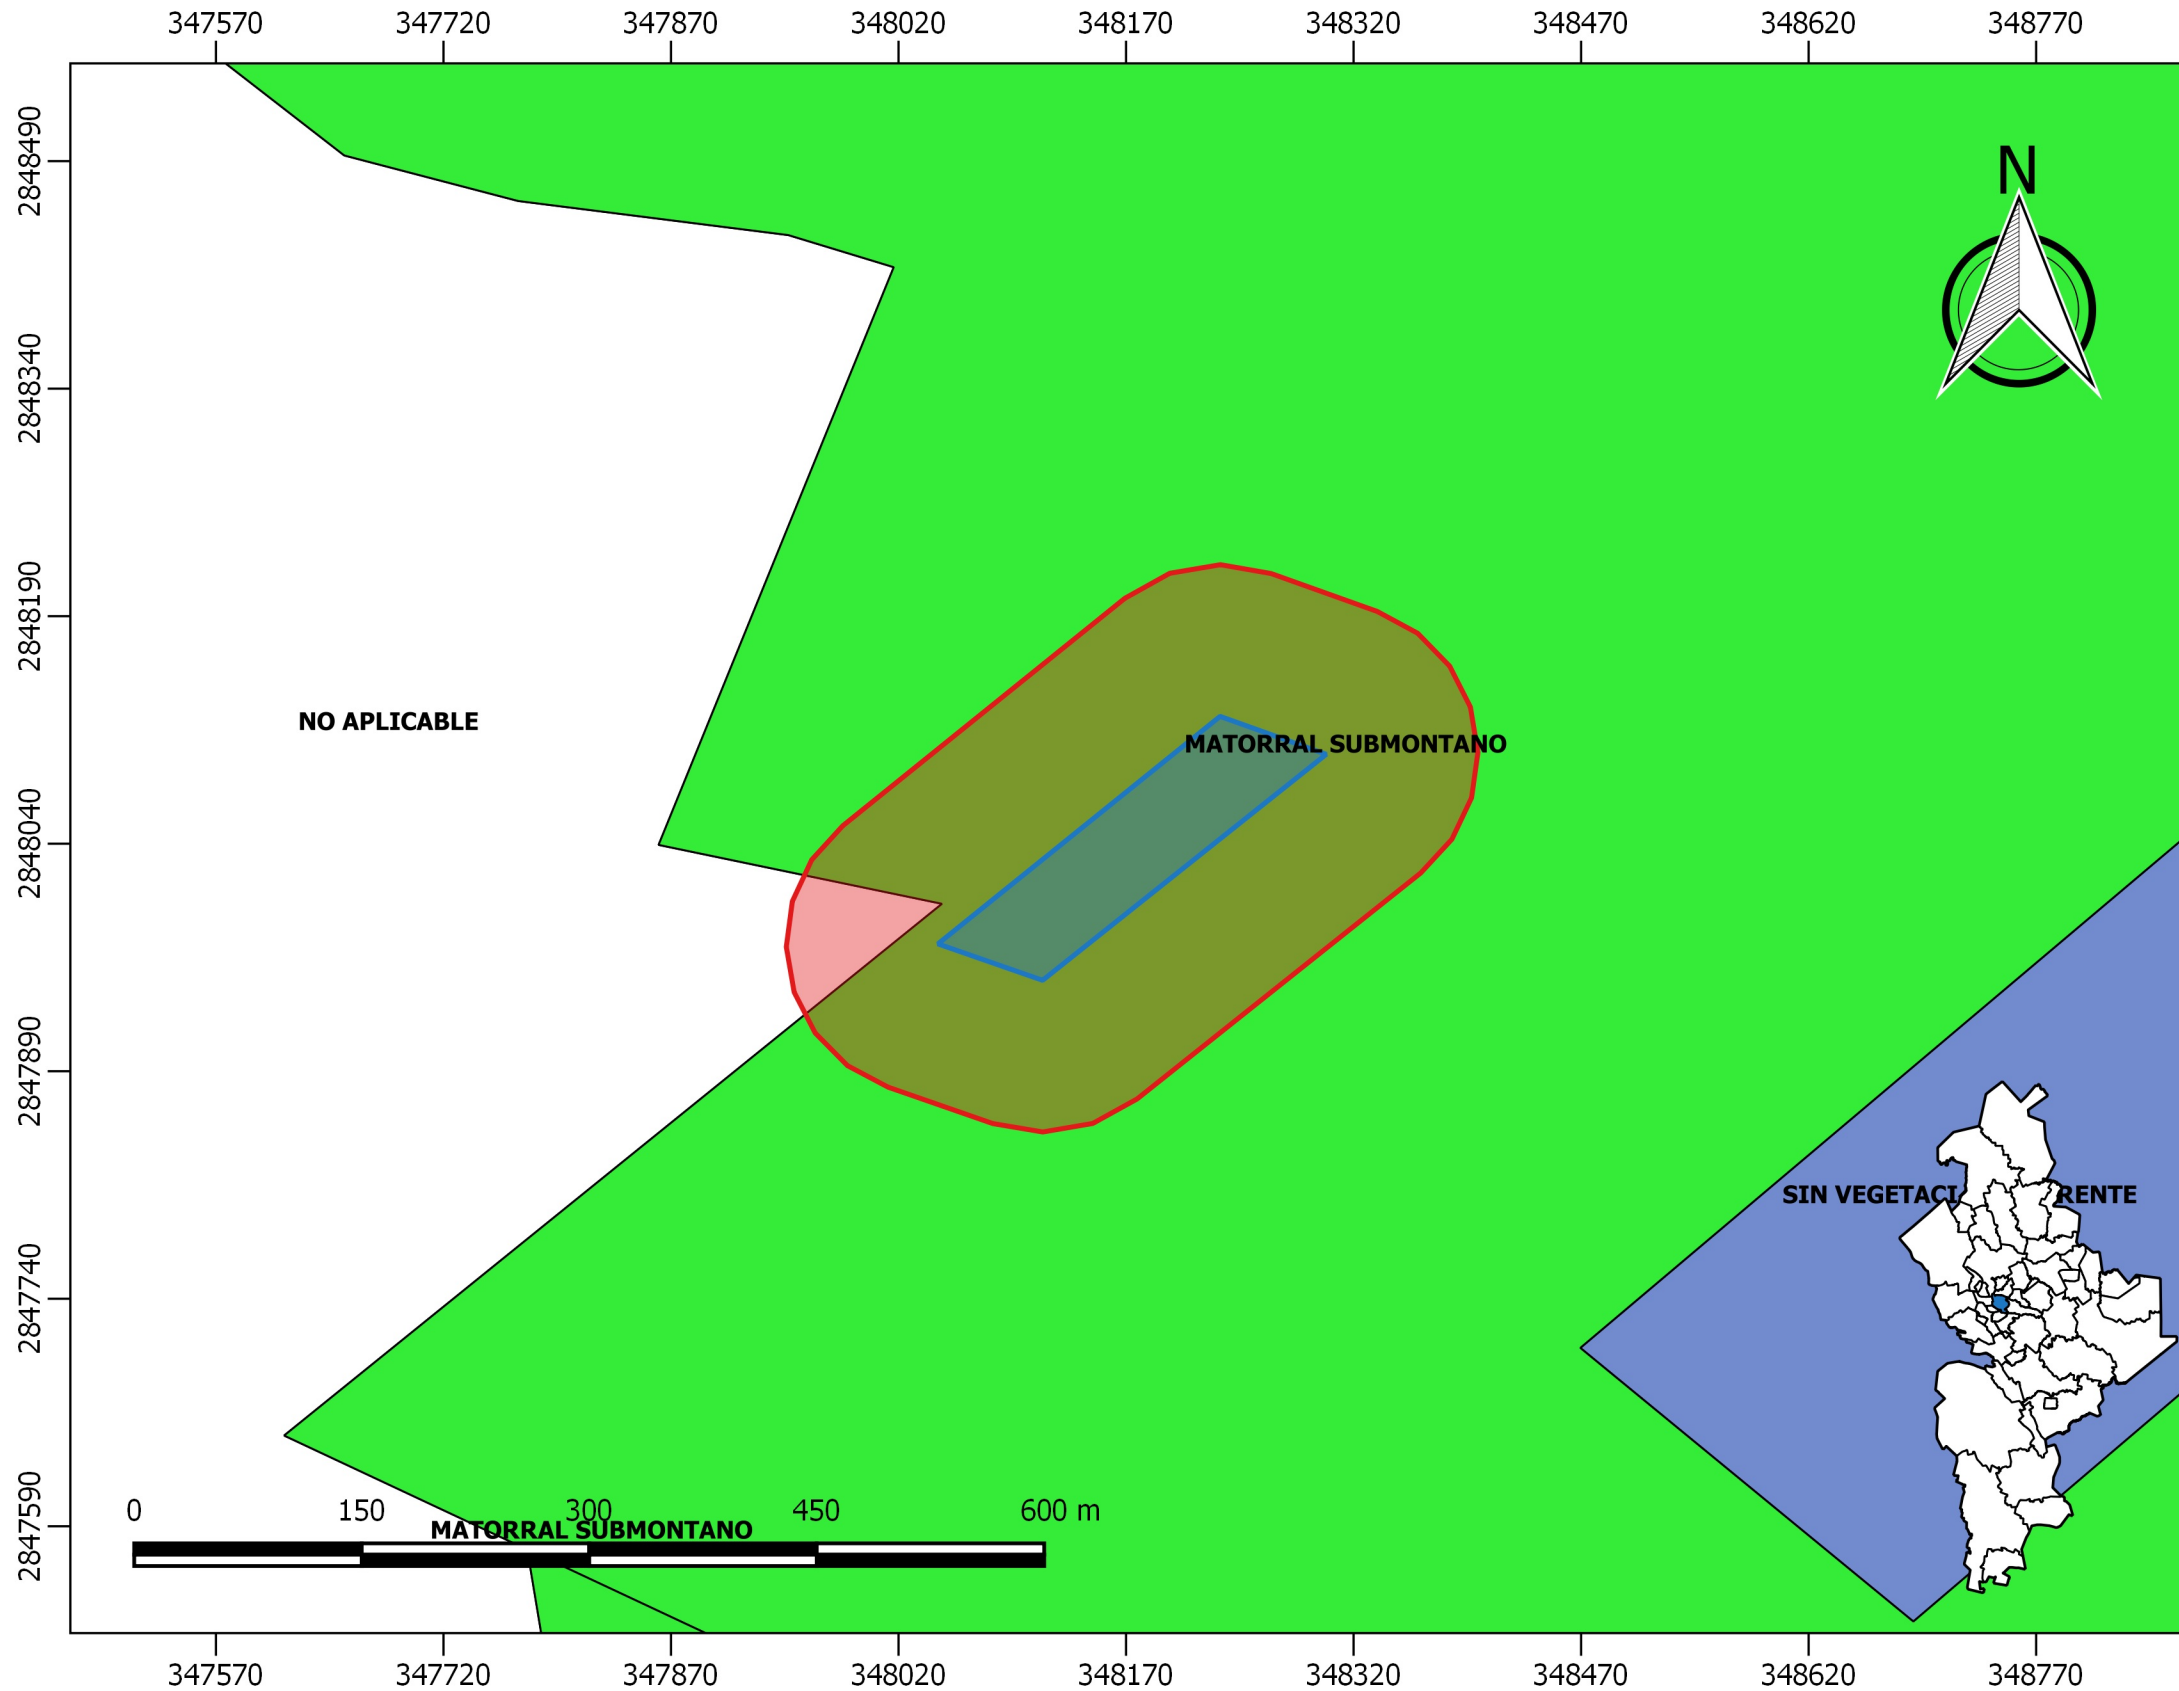 347570 347720 347870 348020 348170 348320 348470 348620 348770
2848490
N
2848340
2848190
NO APLICABLE
MATORRAL SUBMONTANO
2848040
2847890
SIN VEGETACI RENTE
2847740
2847590
0 150 300 450 600 m
MATORRAL SUBMONTANO
347570 347720 347870 348020 348170 348320 348470 348620 348770